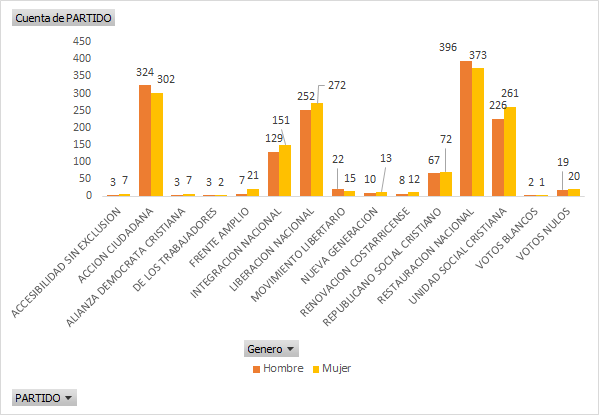 Cuenta de PARTIDO
450
400
350
300
250
200
150
100
50
0
3 7
324 302
3 7
3 2
7 21
129 151
252 272
22 15
10 13
8 12
67 72
396 373
226 261
2 1
19 20
ACCESIBILIDAD SIN EXCLUSION
ACCION CIUDADANA
ALIANZA DEMOCRATA CRISTIANA
DE LOS TRABAJADORES
FRENTE AMPLIO
INTEGRACION NACIONAL
LIBERACION NACIONAL
MOVIMIENTO LIBERTARIO
NUEVA GENERACION
RENOVACION COSTARRICENSE
REPUBLICANO SOCIAL CRISTIANO
RESTAURACION NACIONAL
UNIDAD SOCIAL CRISTIANA
VOTOS BLANCOS
VOTOS NULOS
Genero
Hombre Mujer
PARTIDO